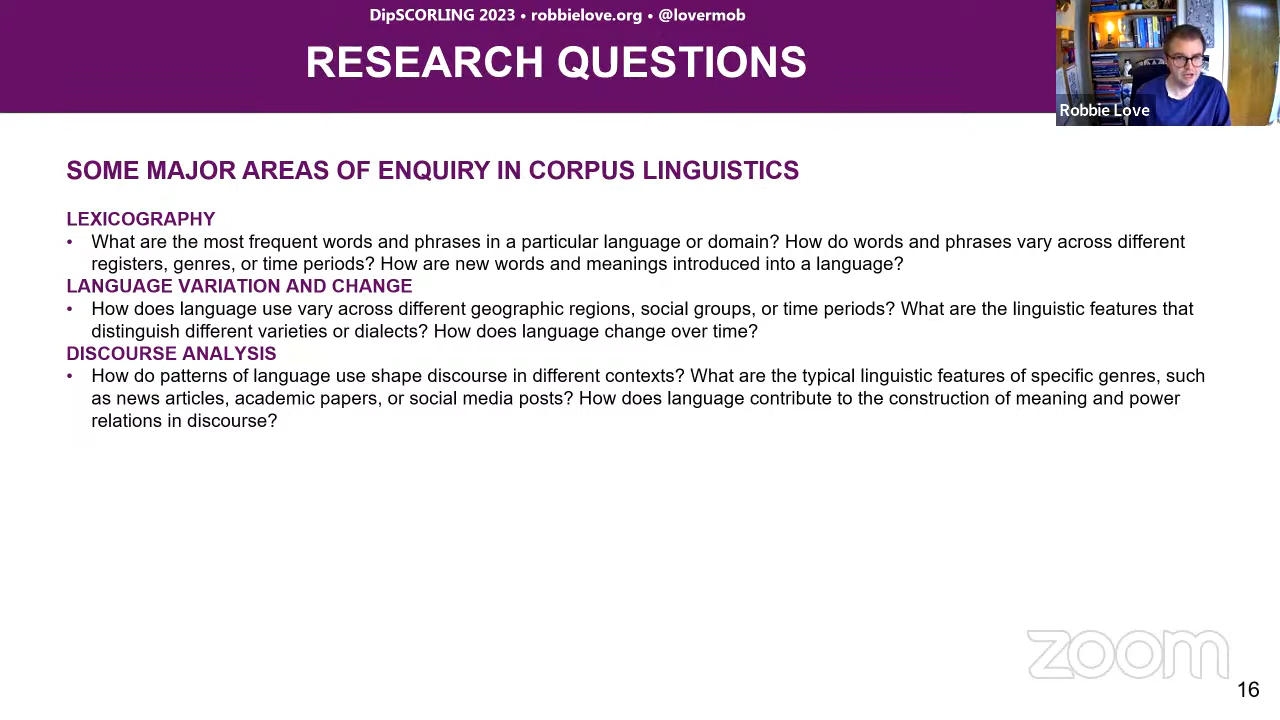 DipSCORLING 2023 • robbielove.org • @lovermob
RESEARCH QUESTIONS
Robbie Love
SOME MAJOR AREAS OF ENQUIRY IN CORPUS LINGUISTICS
LEXICOGRAPHY
• What are the most frequent words and phrases in a particular language or domain? How do words and phrases vary across different
registers, genres, or time periods? How are new words and meanings introduced into a language?
LANGUAGE VARIATION AND CHANGE
• How does language use vary across different geographic regions, social groups, or time periods? What are the linguistic features that
distinguish different varieties or dialects? How does language change over time?
DISCOURSE ANALYSIS
• How do patterns of language use shape discourse in different contexts? What are the typical linguistic features of specific genres, such
as news articles, academic papers, or social media posts? How does language contribute to the construction of meaning and power
relations in discourse?
zoom
16